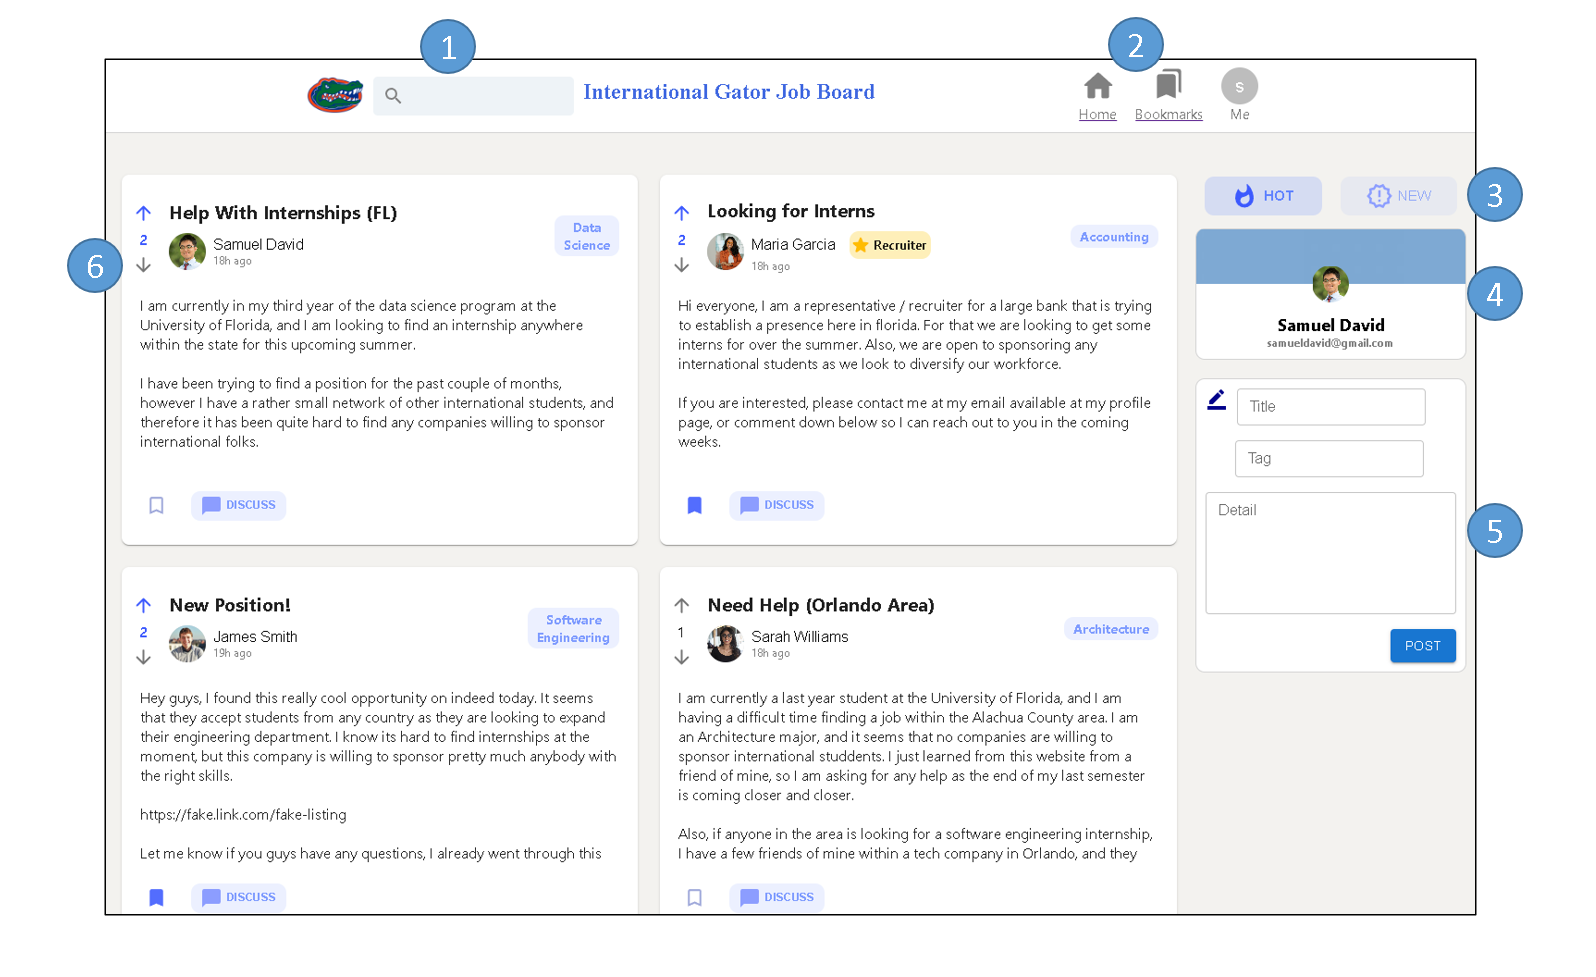 1
2
International Gator Job Board
S
Home
Bookmarks
Me
3
HOT
NEW
Help With Internships (FL)
2
Samuel David
18h ago
Data
Science
6
I am currently in my third year of the data science program at the
University of Florida, and I am looking to find an internship anywhere
within the state for this upcoming summer.
I have been trying to find a position for the past couple of months,
however I have a rather small network of other international students, and
therefore it has been quite hard to find any companies willing to sponsor
international folks.
DISCUSS
Looking for Interns
2
Maria Garcia
Recruiter
18h ago
Accounting
Hi everyone, I am a representative / recruiter for a large bank that is trying
to establish a presence here in florida. For that we are looking to get some
interns for over the summer. Also, we are open to sponsoring any
international students as we look to diversify our workforce.
If you are interested, please contact me at my email available at my profile
page, or comment down below so I can reach out to you in the coming
weeks.
DISCUSS
4
Samuel David
samueldavid@gmail.com
Title
Tag
Detail
5
POST
New Position!
2
James Smith
19h ago
Software
Engineering
Hey guys, I found this really cool opportunity on indeed today. It seems
that they accept students from any country as they are looking to expand
their engineering department. I know its hard to find internships at the
moment, but this company is willing to sponsor pretty much anybody with
the right skills.
https://fake.link.com/fake-listing
Let me know if you guys have any questions, I already went through this
DISCUSS
Need Help (Orlando Area)
1
Sarah Williams
18h ago
Architecture
I am currently a last year student at the University of Florida, and I am
having a difficult time finding a job within the Alachua County area. I am
an Architecture major, and it seems that no companies are willing to
sponsor international studdents. I just learned from this website from a
friend of mine, so I am asking for any help as the end of my last semester
is coming closer and closer.
Also, if anyone in the area is looking for a software engineering internship,
I have a few friends of mine within a tech company in Orlando, and they
DISCUSS